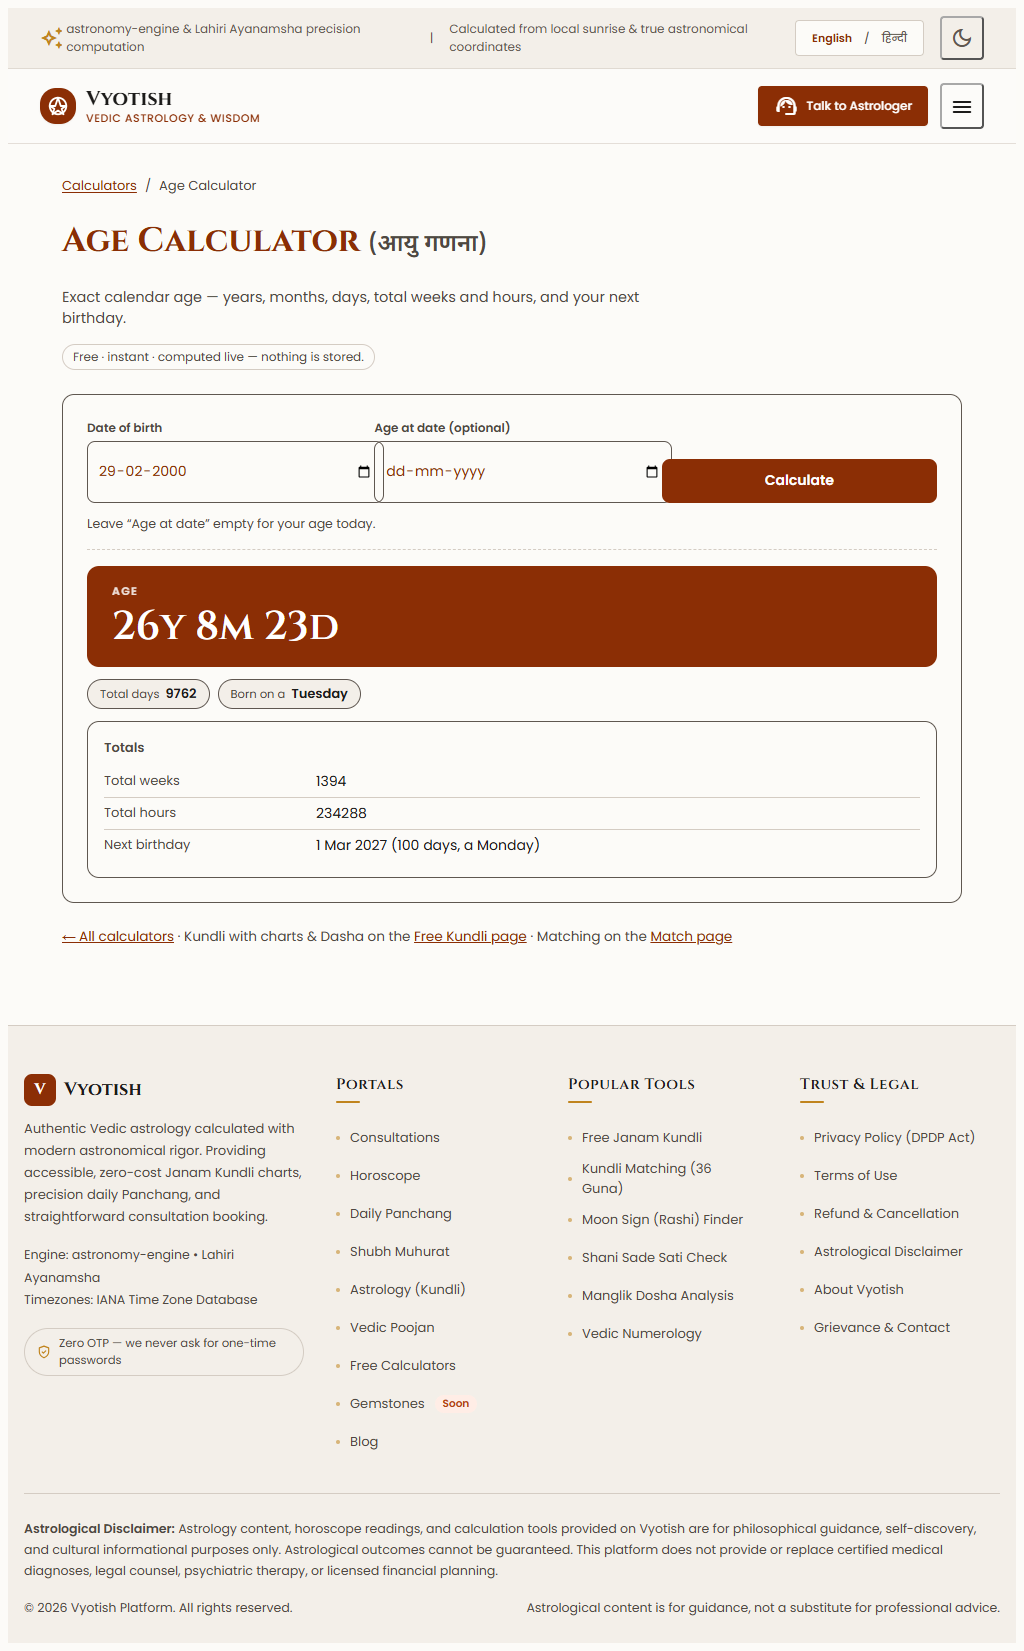 astronomy-engine & Lahiri Ayanamsha precision computation
|
Calculated from local sunrise & true astronomical coordinates
English / हिन्दी
Vyotish
VEDIC ASTROLOGY & WISDOM
Talk to Astrologer
Calculators / Age Calculator
Age Calculator (आयु गणना)
Exact calendar age — years, months, days, total weeks and hours, and your next
birthday.
Free · instant · computed live — nothing is stored.
Date of birth
Age at date (optional)
29-02-2000
dd-mm-yyyy
Calculate
Leave “Age at date” empty for your age today.
AGE
26y 8m 23d
Total days 9762
Born on a Tuesday
Totals
Total weeks 1394
Total hours 234288
Next birthday 1 Mar 2027 (100 days, a Monday)
← All calculators · Kundli with charts & Dasha on the Free Kundli page · Matching on the Match page
V Vyotish
Authentic Vedic astrology calculated with
modern astronomical rigor. Providing
accessible, zero-cost Janam Kundli charts,
precision daily Panchang, and
straightforward consultation booking.
Engine: astronomy-engine • Lahiri
Ayanamsha
Timezones: IANA Time Zone Database
Zero OTP — we never ask for one-time
passwords
Portals
Consultations
Horoscope
Daily Panchang
Shubh Muhurat
Astrology (Kundli)
Vedic Poojan
Free Calculators
Gemstones Soon
Blog
Popular Tools
Free Janam Kundli
Kundli Matching (36
Guna)
Moon Sign (Rashi) Finder
Shani Sade Sati Check
Manglik Dosha Analysis
Vedic Numerology
Trust & Legal
Privacy Policy (DPDP Act)
Terms of Use
Refund & Cancellation
Astrological Disclaimer
About Vyotish
Grievance & Contact
Astrological Disclaimer: Astrology content, horoscope readings, and calculation tools provided on Vyotish are for philosophical guidance, self-discovery,
and cultural informational purposes only. Astrological outcomes cannot be guaranteed. This platform does not provide or replace certified medical
diagnoses, legal counsel, psychiatric therapy, or licensed financial planning.
© 2026 Vyotish Platform. All rights reserved.
Astrological content is for guidance, not a substitute for professional advice.